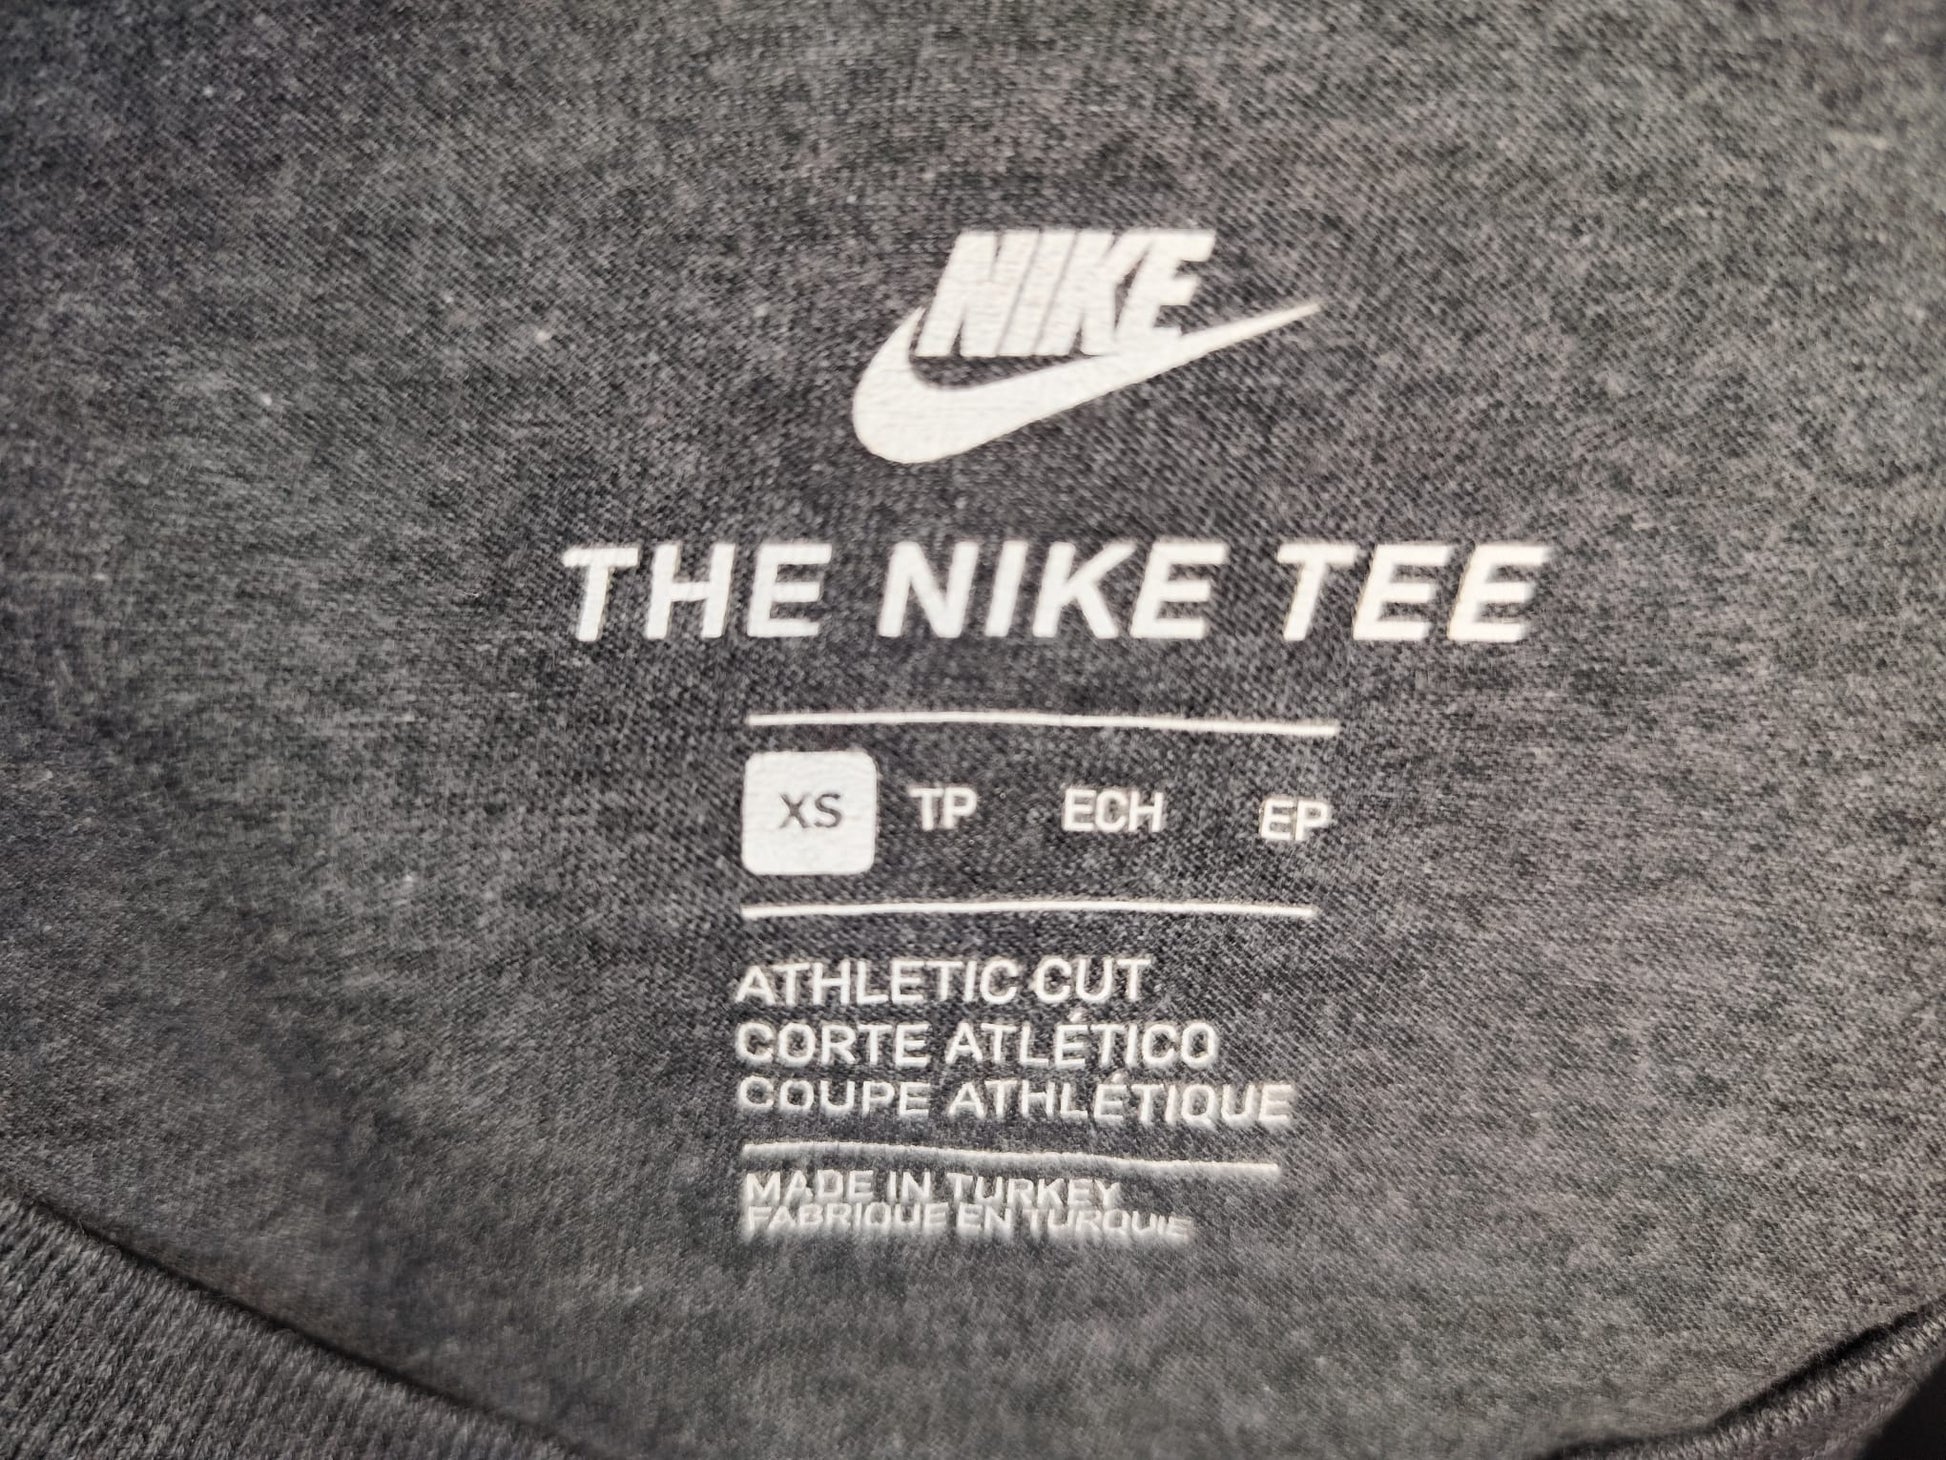 NIKE
THE NIKE TEE
XS TP ECH EP
ATHLETIC CUT
CORTE ATLÉTICO
COUPE ATHLÉTIQUE
MADE IN TURKEY
FABRIQUE EN TURQUIE